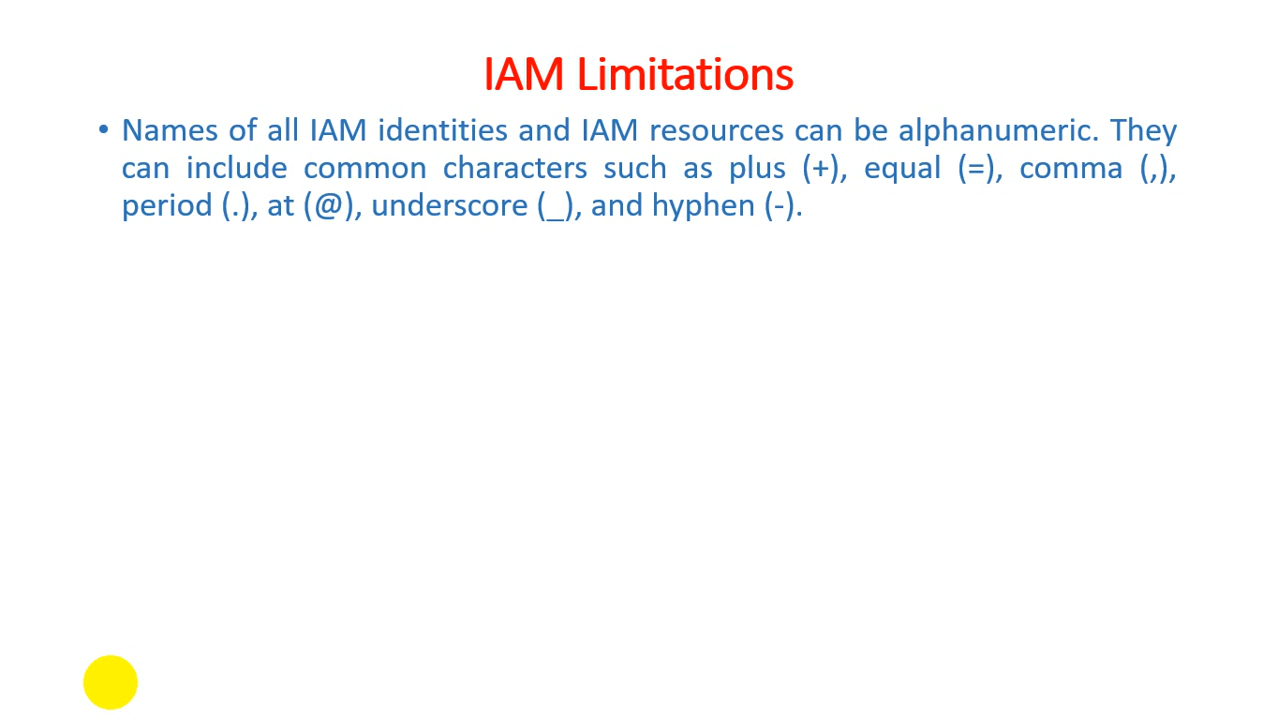 IAM Limitations
• Names of all IAM identities and IAM resources can be alphanumeric. They
can include common characters such as plus (+), equal (=), comma (,),
period (.), at (@), underscore (_), and hyphen (-).